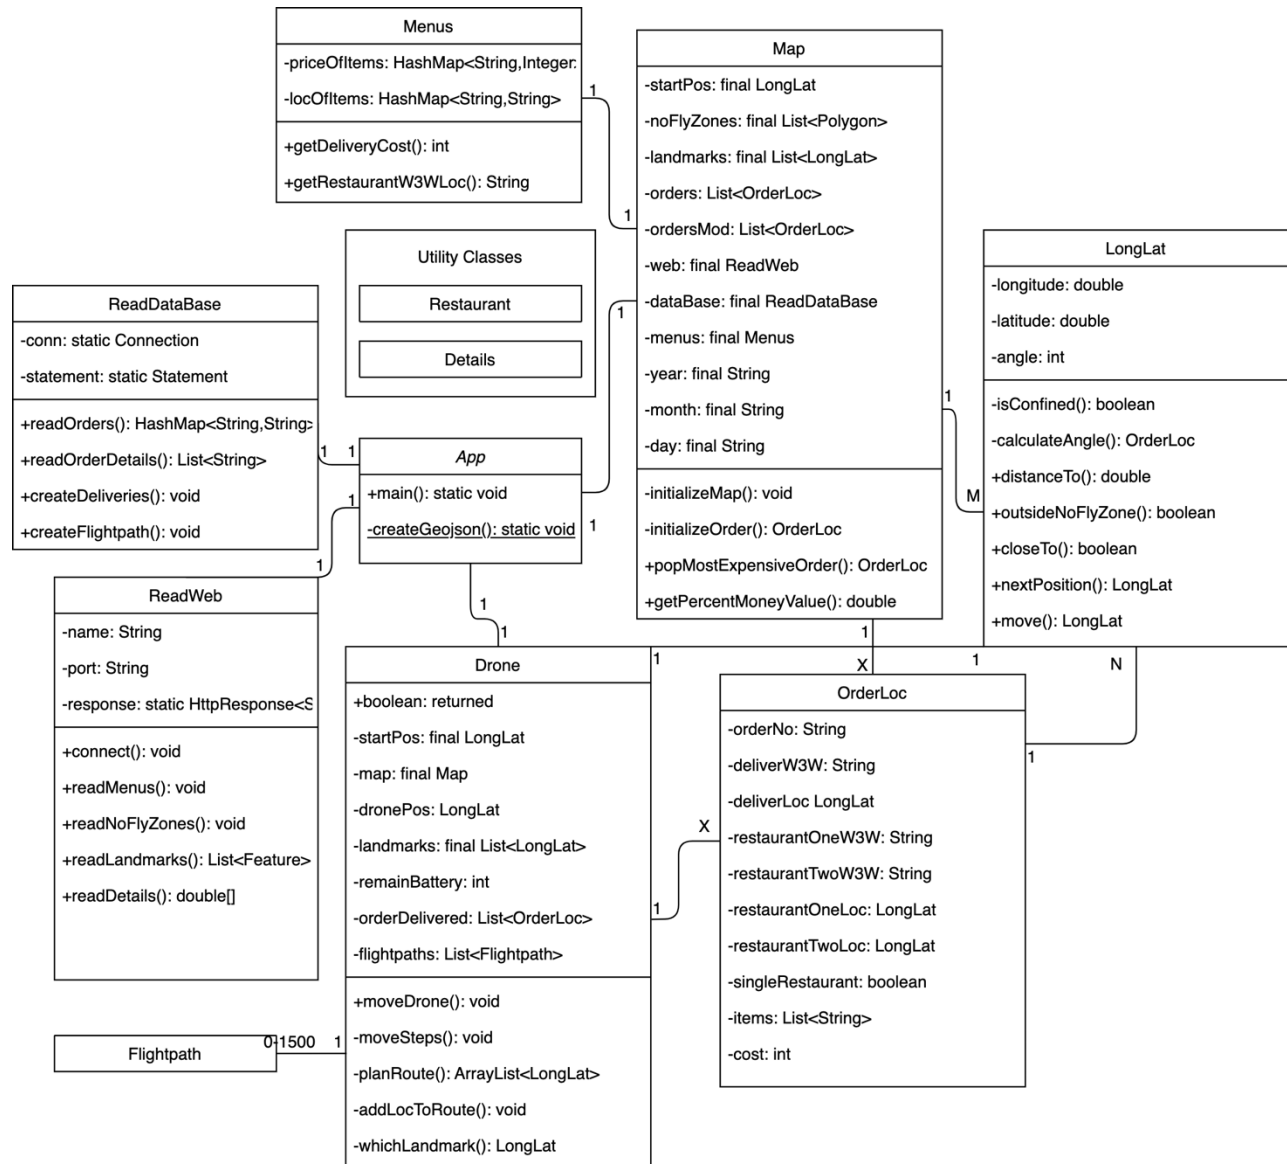 Menus
-priceOfItems: HashMap<String,Integer:
-locOfItems: HashMap<String,String>
+getDeliveryCost(): int
+getRestaurantW3WLoc(): String
1
1
Map
-startPos: final LongLat
-noFlyZones: final List<Polygon>
-landmarks: final List<LongLat>
-orders: List<OrderLoc>
-ordersMod: List<OrderLoc>
-web: final ReadWeb
-dataBase: final ReadDataBase
-menus: final Menus
-year: final String
-month: final String
-day: final String
-initializeMap(): void
-initializeOrder(): OrderLoc
+popMostExpensiveOrder(): OrderLoc
+getPercentMoneyValue(): double
1
1
M
LongLat
-longitude: double
-latitude: double
-angle: int
-isConfined(): boolean
-calculateAngle(): OrderLoc
+distanceTo(): double
+outsideNoFlyZone(): boolean
+closeTo(): boolean
+nextPosition(): LongLat
+move(): LongLat
Utility Classes
Restaurant
Details
ReadDataBase
-conn: static Connection
-statement: static Statement
+readOrders(): HashMap<String,String>
+readOrderDetails(): List<String>
+createDeliveries(): void
+createFlightpath(): void
1
1
App
+main(): static void
-createGeojson(): static void
1
1
1
1
1
ReadWeb
-name: String
-port: String
-response: static HttpResponse<S
+connect(): void
+readMenus(): void
+readNoFlyZones(): void
+readLandmarks(): List<Feature>
+readDetails(): double[]
Drone
+boolean: returned
-startPos: final LongLat
-map: final Map
-dronePos: LongLat
-landmarks: final List<LongLat>
-remainBattery: int
-orderDelivered: List<OrderLoc>
-flightpaths: List<Flightpath>
+moveDrone(): void
-moveSteps(): void
-planRoute(): ArrayList<LongLat>
-addLocToRoute(): void
-whichLandmark(): LongLat
1
1
X
1
N
1
X
1
OrderLoc
-orderNo: String
-deliverW3W: String
-deliverLoc LongLat
-restaurantOneW3W: String
-restaurantTwoW3W: String
-restaurantOneLoc: LongLat
-restaurantTwoLoc: LongLat
-singleRestaurant: boolean
-items: List<String>
-cost: int
Flightpath
0-1500
1